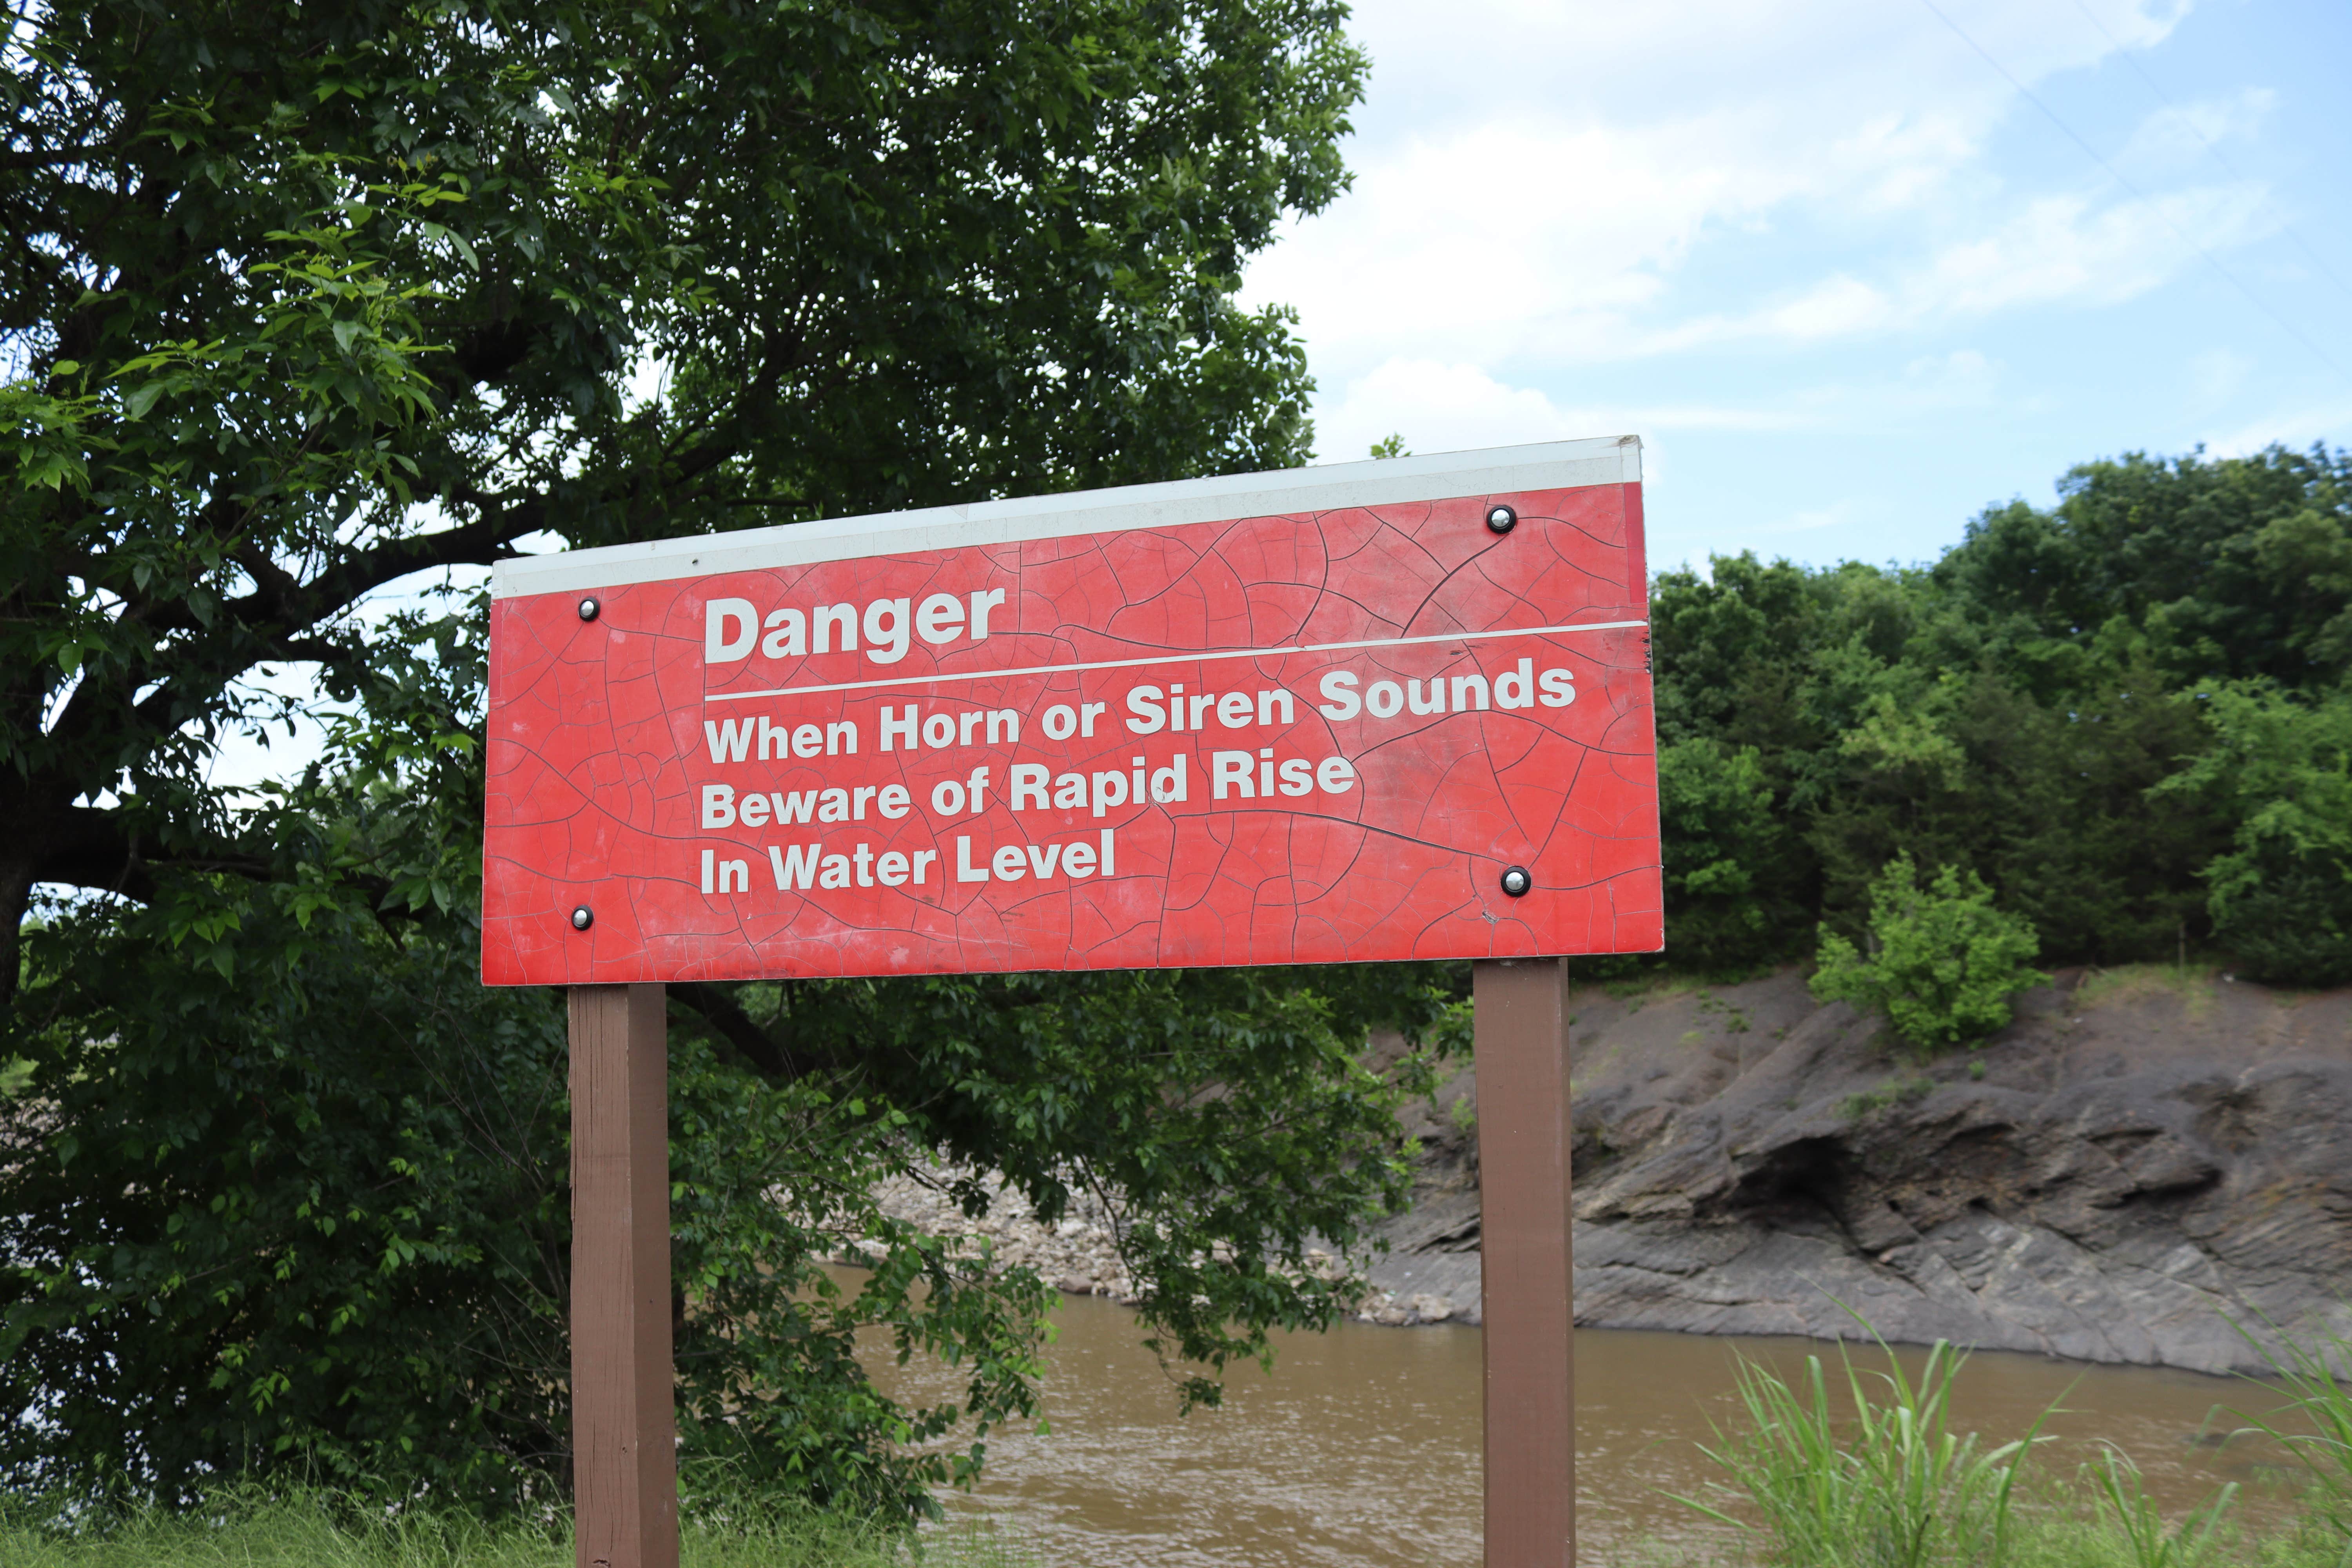 Danger
When Horn or Siren Sounds
Beware of Rapid Rise
In Water Level